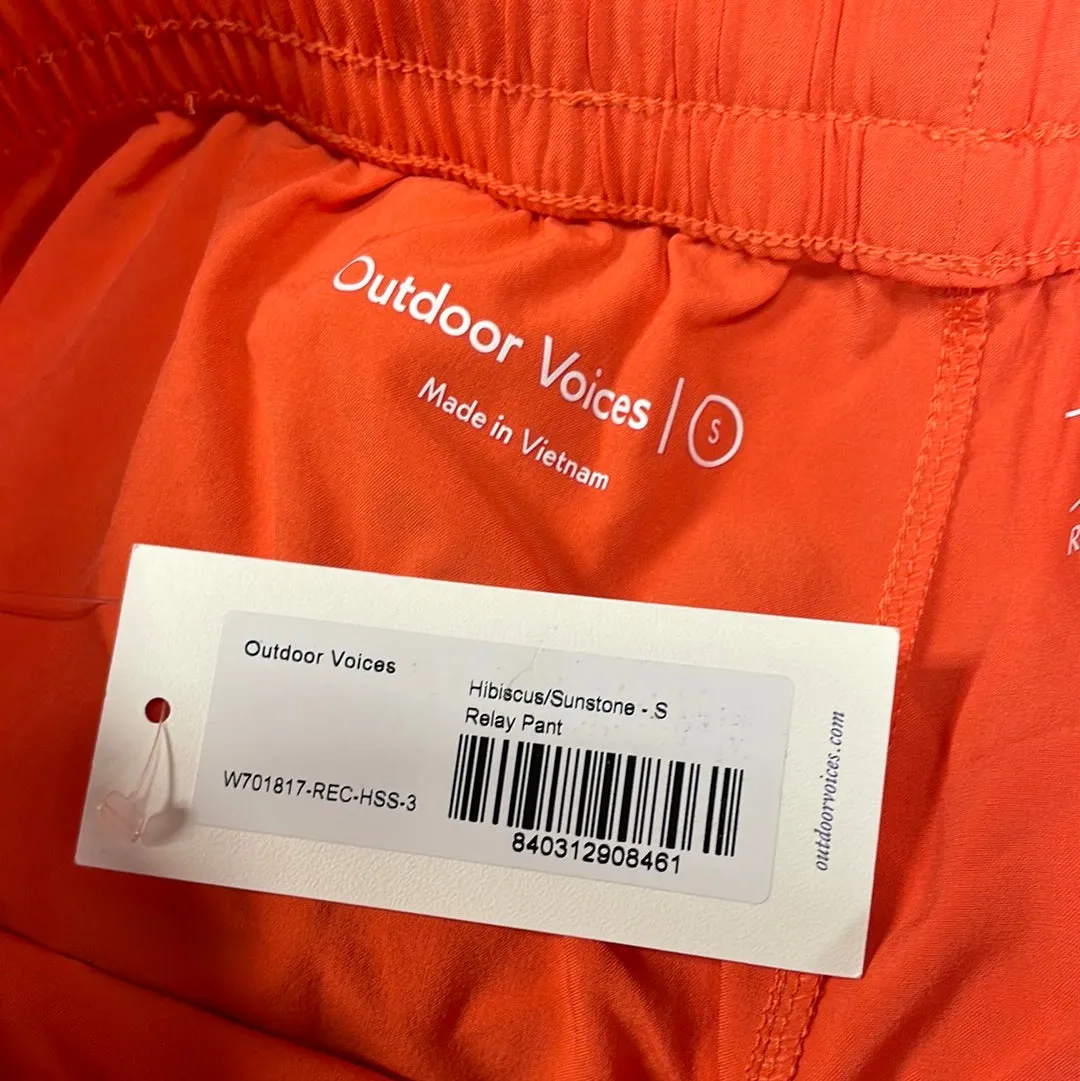 Outdoor Voices | S
Made in Vietnam
Outdoor Voices
Hibiscus/Sunstone - S
Relay Pant
W701817-REC-HSS-3
840312908461
outdoorvoices.com